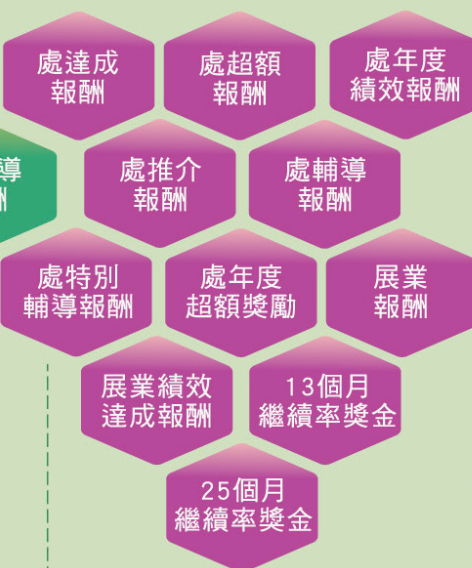 處達成
報酬
處超額
報酬
處年度
績效報酬
導
處推介
報酬
處輔導
報酬
處特別
輔導報酬
處年度
超額獎勵
展業
報酬
展業績效
達成報酬
13個月
繼續率獎金
25個月
繼續率獎金